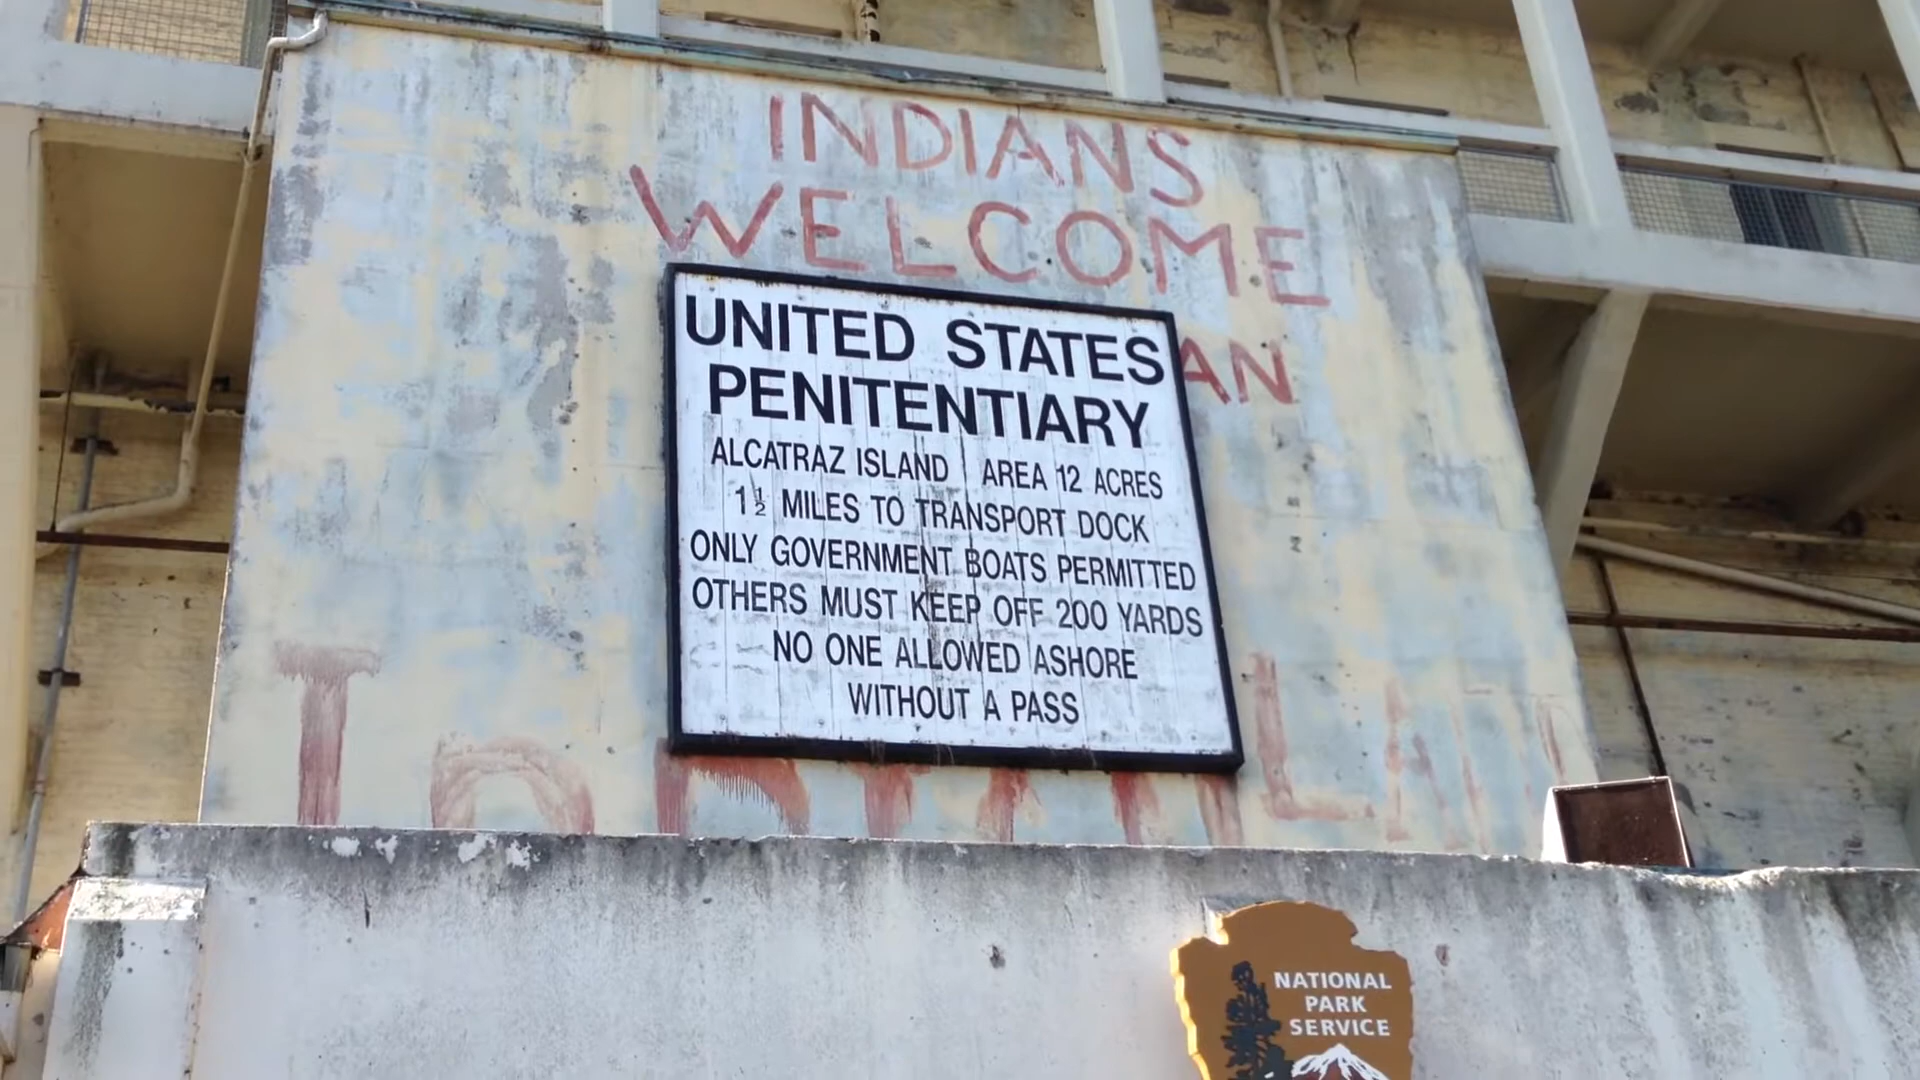 INDIANS
WELCOME
UNITED STATES
PENITENTIARY
ALCATRAZ ISLAND AREA 12 ACRES
1½ MILES TO TRANSPORT DOCK
ONLY GOVERNMENT BOATS PERMITTED
OTHERS MUST KEEP OFF 200 YARDS
NO ONE ALLOWED ASHORE
WITHOUT A PASS
NATIONAL
PARK
SERVICE